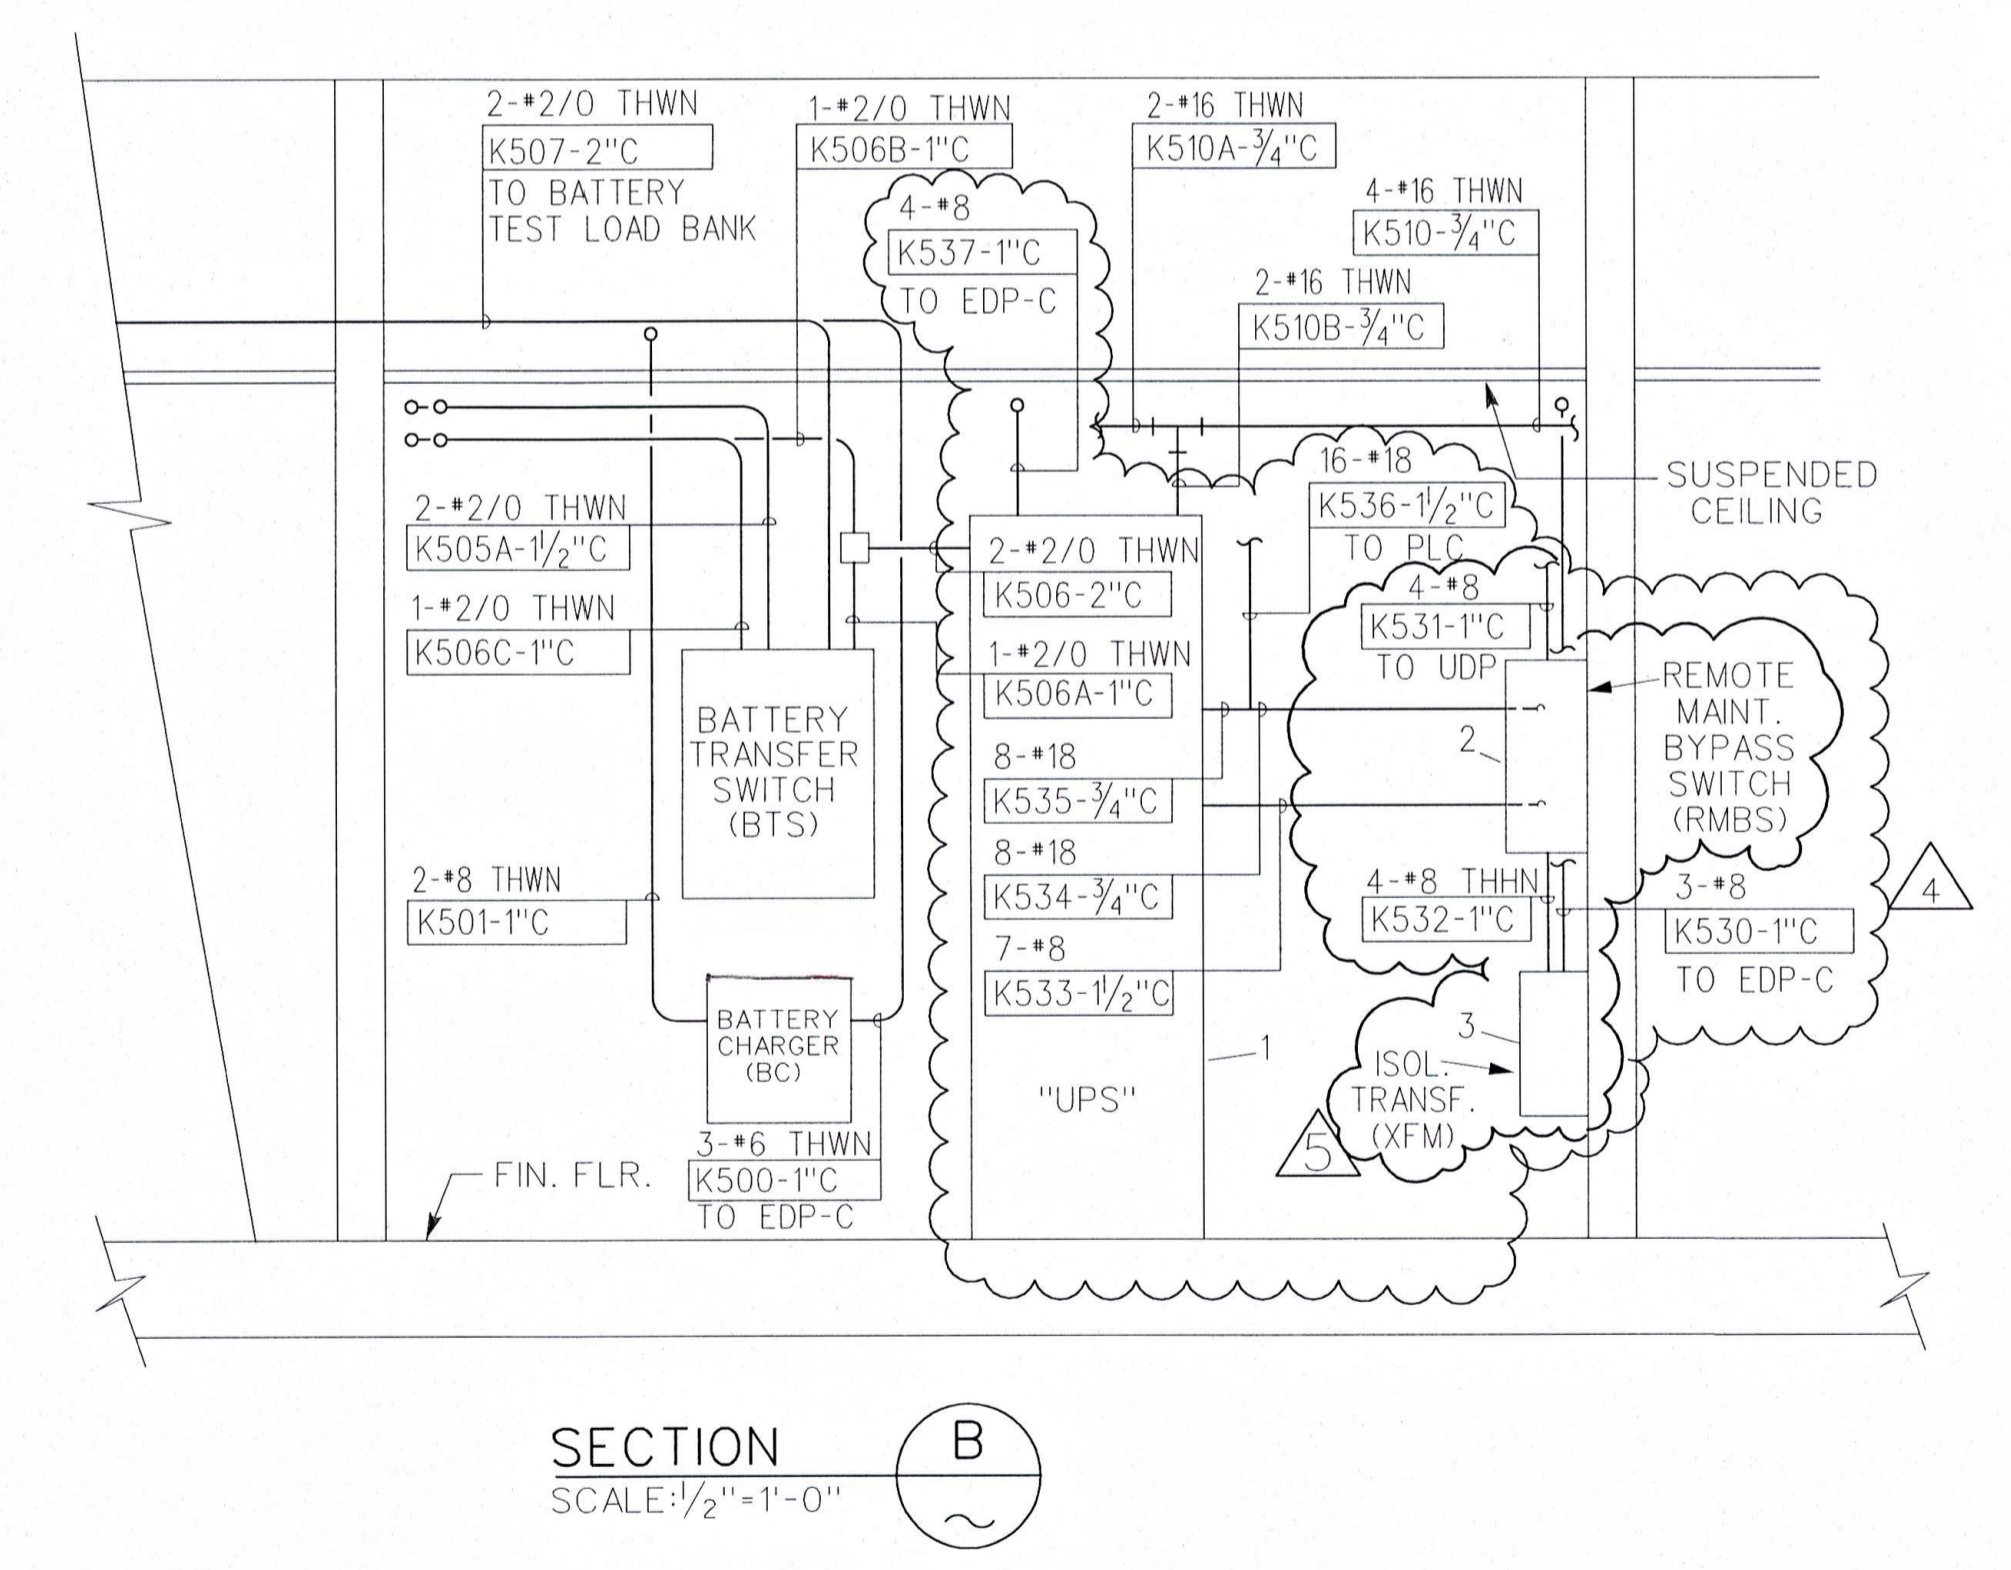 2-#2/0 THWN
K507-2"C
TO BATTERY
TEST LOAD BANK
1-#2/0 THWN
K506B-1"C
2-#16 THWN
K510A-3/4"C
4-#16 THWN
K510-3/4"C
2-#16 THWN
K510B-3/4"C
4-#8
K537-1"C
TO EDP-C
SUSPENDED
CEILING
16-#18
K536-1 1/2"C
TO PLC
2-#2/0 THWN
K505A-1 1/2"C
1-#2/0 THWN
K506C-1"C
2-#2/0 THWN
K506-2"C
1-#2/0 THWN
K506A-1"C
8-#18
K535-3/4"C
8-#18
K534-3/4"C
7-#8
K533-1 1/2"C
4-#8
K531-1"C
TO UDP
REMOTE
MAINT.
BYPASS
SWITCH
(RMBS)
2
BATTERY
TRANSFER
SWITCH
(BTS)
2-#8 THWN
K501-1"C
4-#8 THHN
K532-1"C
3-#8
K530-1"C
TO EDP-C
4
BATTERY
CHARGER
(BC)
3-#6 THWN
K500-1"C
TO EDP-C
"UPS"
1
3
ISOL.
TRANSF.
(XFM)
5
FIN. FLR.
SECTION
B
SCALE:1/2"=1'-0"
~